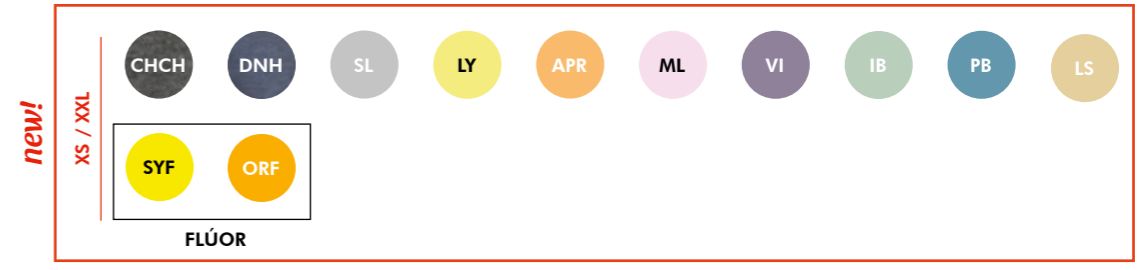 new!
XS / XXL
CHCH DNH SL LY APR ML VI IB PB LS
SYF ORF
FLÚOR